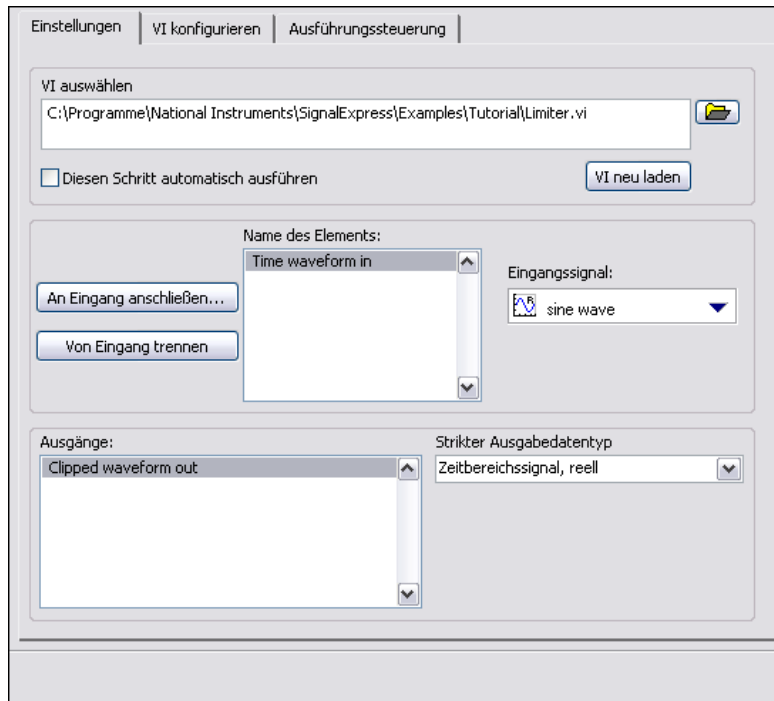 Einstellungen VI konfigurieren Ausführungssteuerung
VI auswählen
C:\Programme\National Instruments\SignalExpress\Examples\Tutorial\Limiter.vi
Diesen Schritt automatisch ausführen VI neu laden
Name des Elements:
Time waveform in
Eingangssignal:
An Eingang anschließen...
sine wave
Von Eingang trennen
Ausgänge: Strikter Ausgabedatentyp
Clipped waveform out Zeitbereichssignal, reell